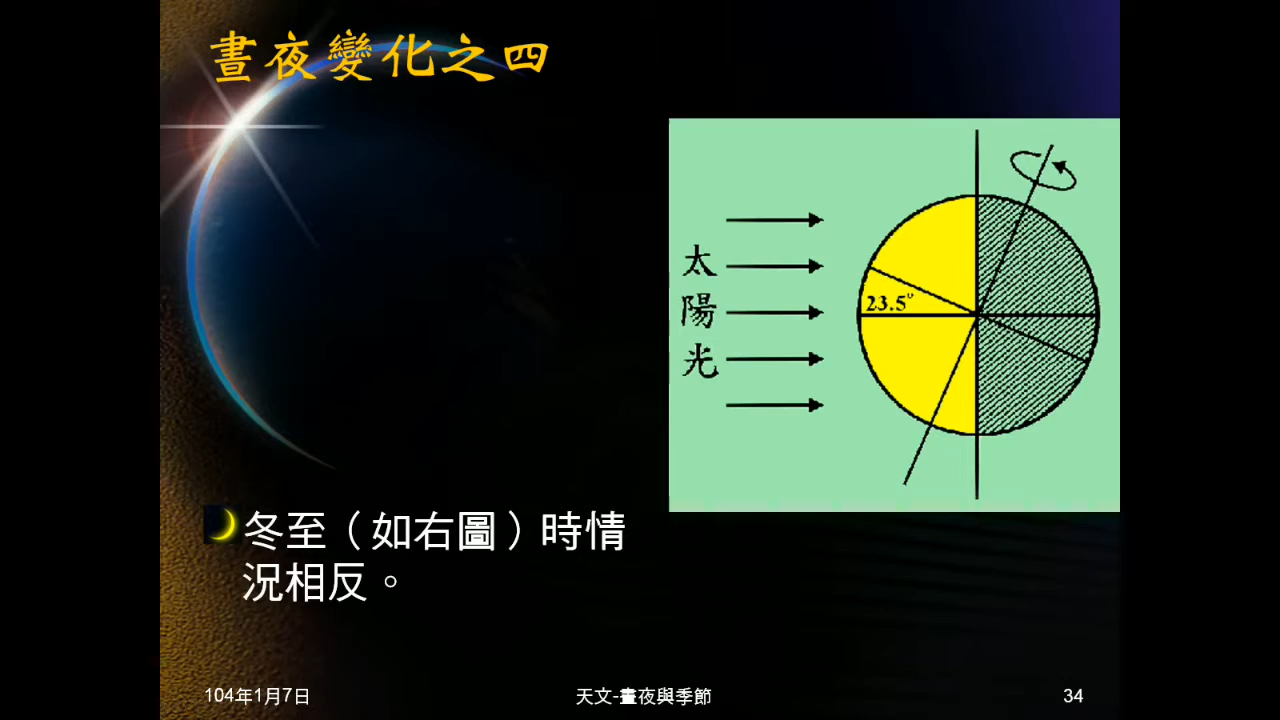 晝夜變化之四
太
陽
光
23.5°
冬至（如右圖）時情
況相反。
104年1月7日
天文-晝夜與季節
34